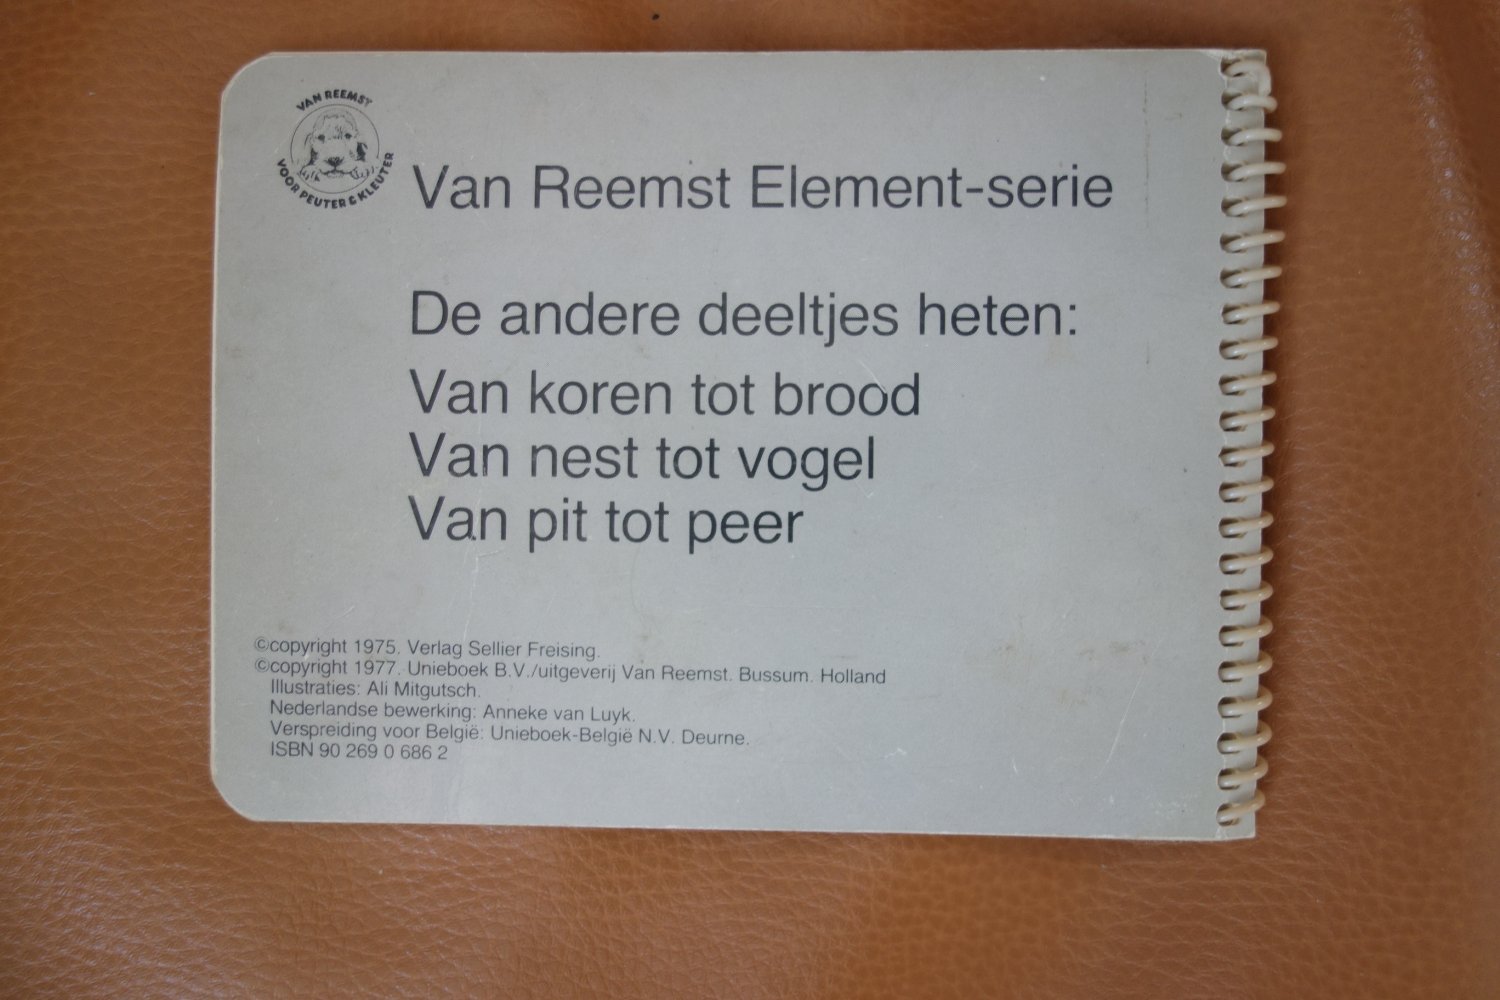 VAN REEMST
VOOR PEUTER & KLEUTER
Van Reemst Element-serie
De andere deeltjes heten:
Van koren tot brood
Van nest tot vogel
Van pit tot peer
©copyright 1975. Verlag Sellier Freising.
©copyright 1977. Unieboek B.V./uitgeverij Van Reemst. Bussum. Holland
Illustraties: Ali Mitgutsch.
Nederlandse bewerking: Anneke van Luyk.
Verspreiding voor België: Unieboek-België N.V. Deurne.
ISBN 90 269 0 686 2